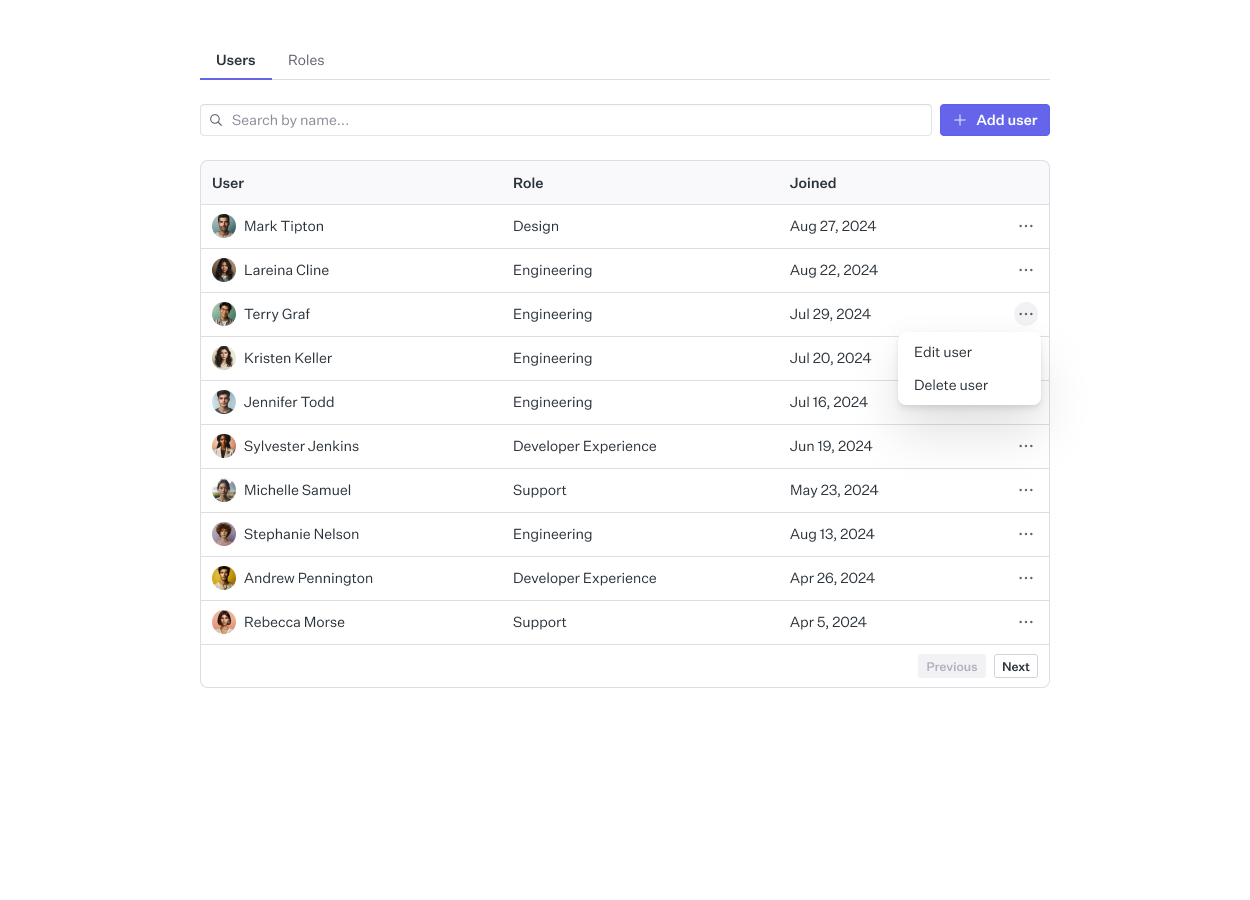 Users Roles
Search by name...
Add user
User Role Joined
Mark Tipton Design Aug 27, 2024
Lareina Cline Engineering Aug 22, 2024
Terry Graf Engineering Jul 29, 2024
Kristen Keller Engineering Jul 20, 2024
Edit user
Delete user
Jennifer Todd Engineering Jul 16, 2024
Sylvester Jenkins Developer Experience Jun 19, 2024
Michelle Samuel Support May 23, 2024
Stephanie Nelson Engineering Aug 13, 2024
Andrew Pennington Developer Experience Apr 26, 2024
Rebecca Morse Support Apr 5, 2024
Previous Next